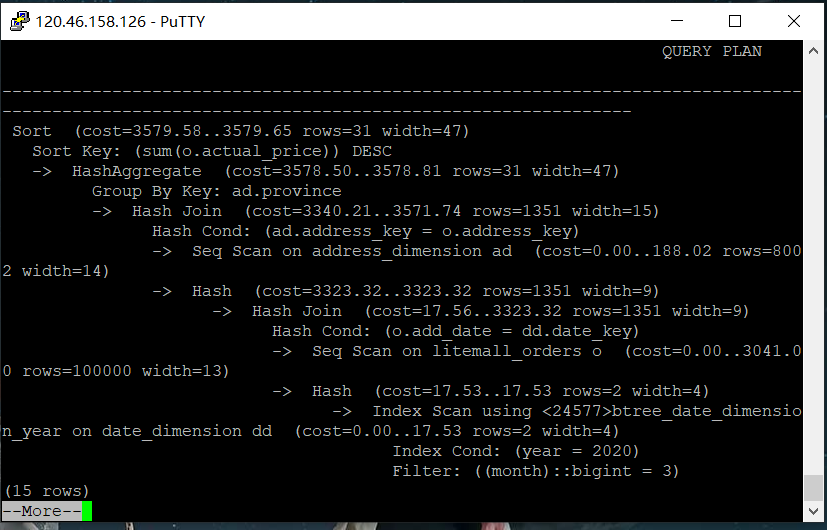 120.46.158.126 - PuTTY
QUERY PLAN
--------------------------------------------------------------------------------
---------------------------------------------------------------
Sort  (cost=3579.58..3579.65 rows=31 width=47)
Sort Key: (sum(o.actual_price)) DESC
->  HashAggregate  (cost=3578.50..3578.81 rows=31 width=47)
Group By Key: ad.province
->  Hash Join  (cost=3340.21..3571.74 rows=1351 width=15)
Hash Cond: (ad.address_key = o.address_key)
->  Seq Scan on address_dimension ad  (cost=0.00..188.02 rows=800
2 width=14)
->  Hash  (cost=3323.32..3323.32 rows=1351 width=9)
->  Hash Join  (cost=17.56..3323.32 rows=1351 width=9)
Hash Cond: (o.add_date = dd.date_key)
->  Seq Scan on litemall_orders o  (cost=0.00..3041.0
0 rows=100000 width=13)
->  Hash  (cost=17.53..17.53 rows=2 width=4)
->  Index Scan using <24577>btree_date_dimensio
n_year on date_dimension dd  (cost=0.00..17.53 rows=2 width=4)
Index Cond: (year = 2020)
Filter: ((month)::bigint = 3)
(15 rows)
--More--